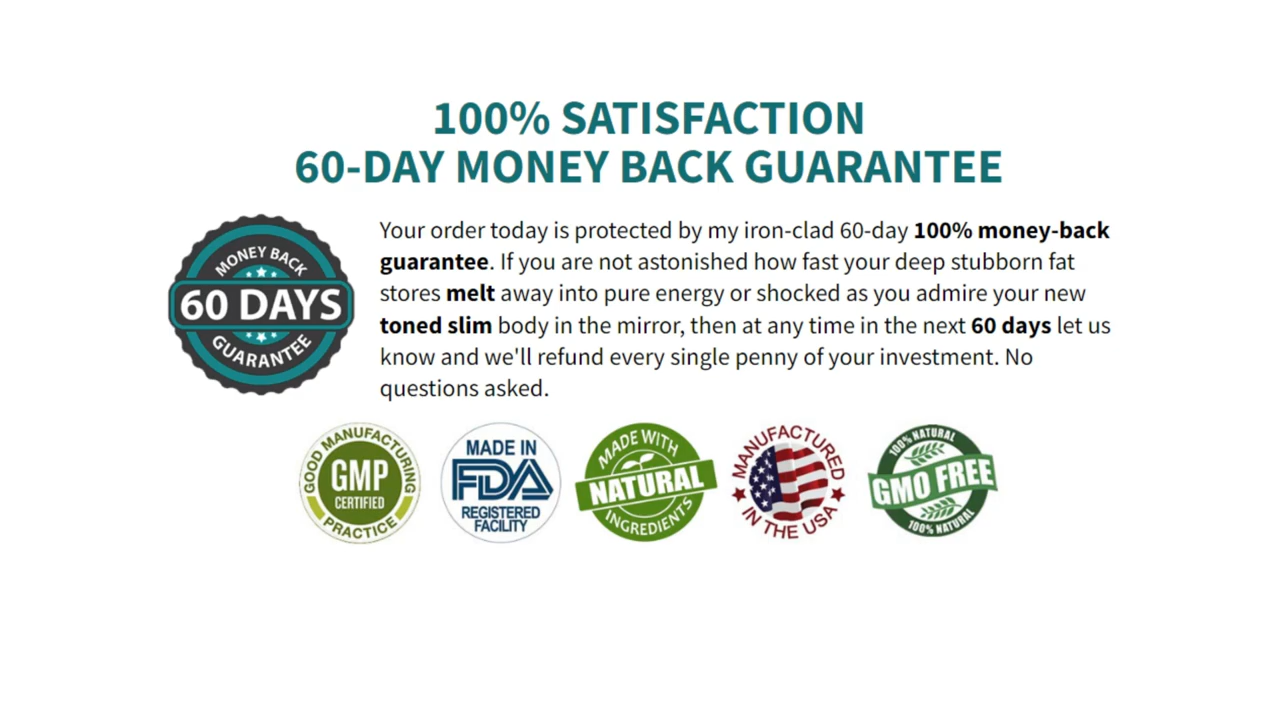 100% SATISFACTION
60-DAY MONEY BACK GUARANTEE
Your order today is protected by my iron-clad 60-day 100% money-back
guarantee. If you are not astonished how fast your deep stubborn fat
stores melt away into pure energy or shocked as you admire your new
toned slim body in the mirror, then at any time in the next 60 days let us
know and we'll refund every single penny of your investment. No
questions asked.
MONEY BACK
60 DAYS
GUARANTEE
GOOD MANUFACTURING
GMP
CERTIFIED
PRACTICE
MADE IN
FDA
REGISTERED
FACILITY
MADE WITH
NATURAL
INGREDIENTS
MANUFACTURED
IN THE USA
100% NATURAL
GMO FREE
100% NATURAL